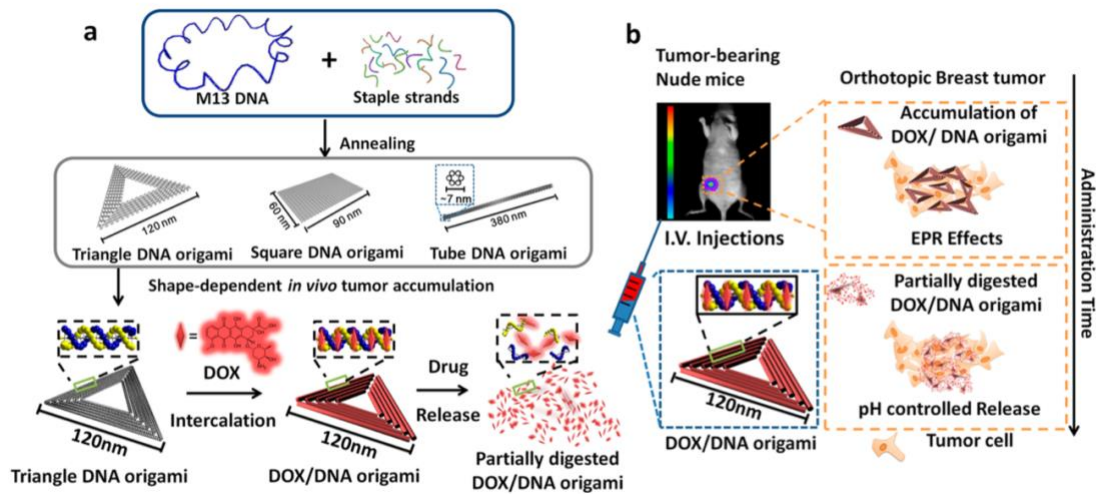 a
M13 DNA
+
Staple strands
Annealing
120 nm
60 nm
90 nm
~7 nm
380 nm
Triangle DNA origami
Square DNA origami
Tube DNA origami
Shape-dependent in vivo tumor accumulation
=
DOX
Intercalation
Drug
Release
120nm
120nm
Triangle DNA origami
DOX/DNA origami
Partially digested
DOX/DNA origami
b
Tumor-bearing
Nude mice
I.V. Injections
120nm
DOX/DNA origami
Orthotopic Breast tumor
Accumulation of
DOX/ DNA origami
EPR Effects
Partially digested
DOX/DNA origami
pH controlled Release
Tumor cell
Administration Time